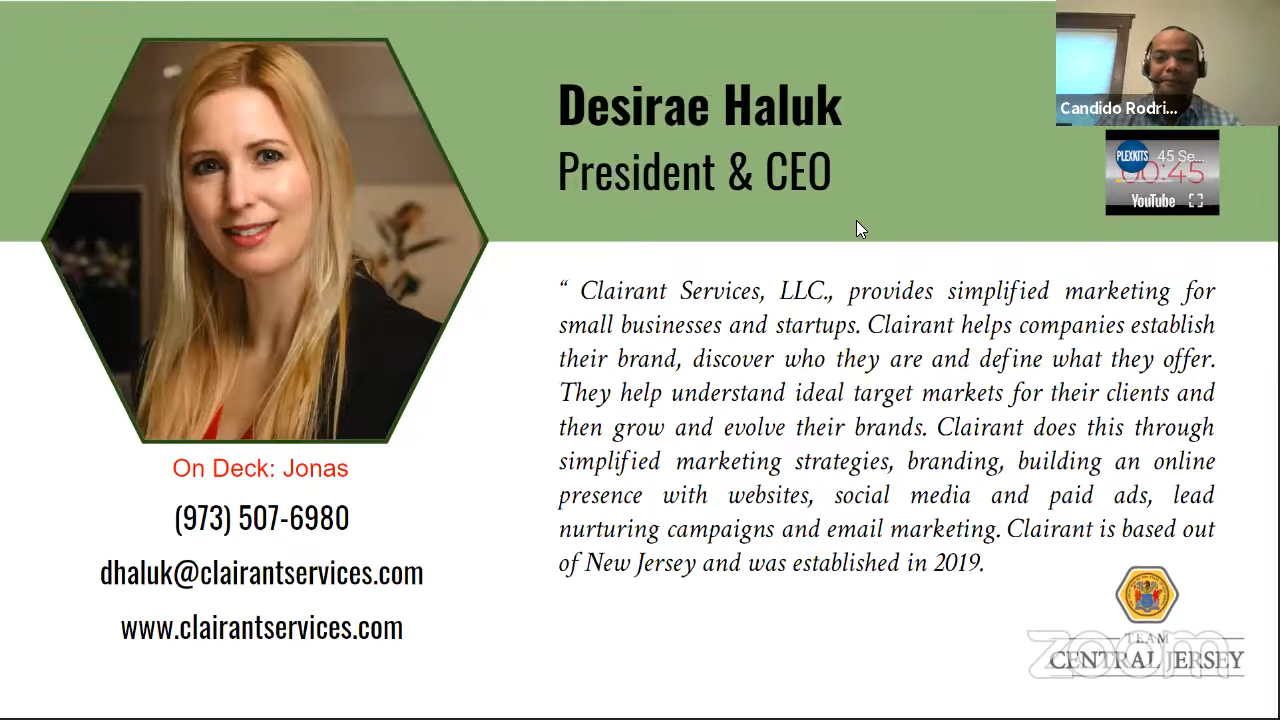 Desirae Haluk
President & CEO
Candido Rodri...
PLEXKITS
45 Se...
00:45
YouTube
“ Clairant Services, LLC., provides simplified marketing for
small businesses and startups. Clairant helps companies establish
their brand, discover who they are and define what they offer.
They help understand ideal target markets for their clients and
then grow and evolve their brands. Clairant does this through
simplified marketing strategies, branding, building an online
presence with websites, social media and paid ads, lead
nurturing campaigns and email marketing. Clairant is based out
of New Jersey and was established in 2019.
On Deck: Jonas
(973) 507-6980
dhaluk@clairantservices.com
www.clairantservices.com
TEAM
CENTRAL JERSEY
zoom